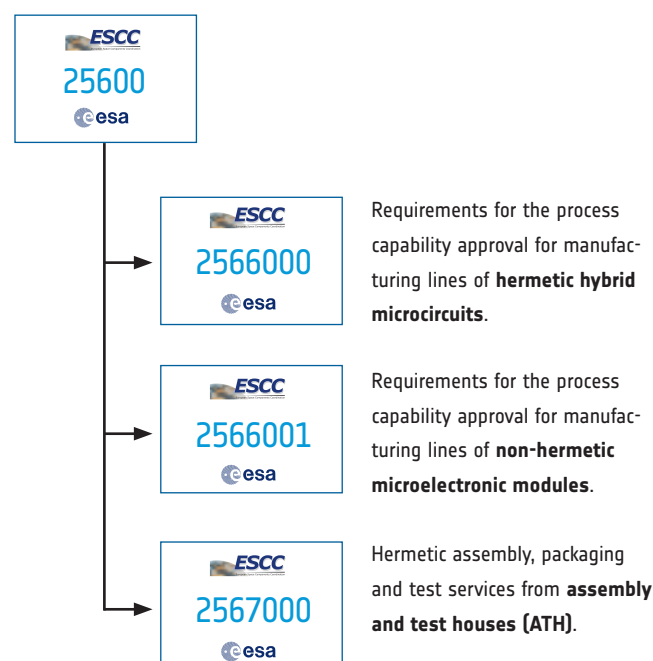 ESCC
25600
esa
ESCC
2566000
esa
Requirements for the process
capability approval for manufac-
turing lines of hermetic hybrid
microcircuits.
ESCC
2566001
esa
Requirements for the process
capability approval for manufac-
turing lines of non-hermetic
microelectronic modules.
ESCC
2567000
esa
Hermetic assembly, packaging
and test services from assembly
and test houses (ATH).